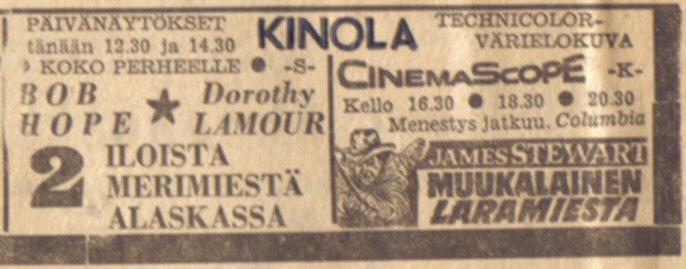 KINOLA
PÄIVÄNÄYTÖKSET
tänään 12.30 ja 14.30
KOKO PERHEELLE ● -S-
BOB ★ Dorothy
HOPE LAMOUR
2 ILOISTA
MERIMIESTÄ
ALASKASSA
TECHNICOLOR-
VÄRIELOKUVA
CINEMASCOPE -K-
Kello 16.30 ● 18.30 ● 20.30
Menestys jatkuu. Columbia
JAMES STEWART
MUUKALAINEN
LARAMIESTA